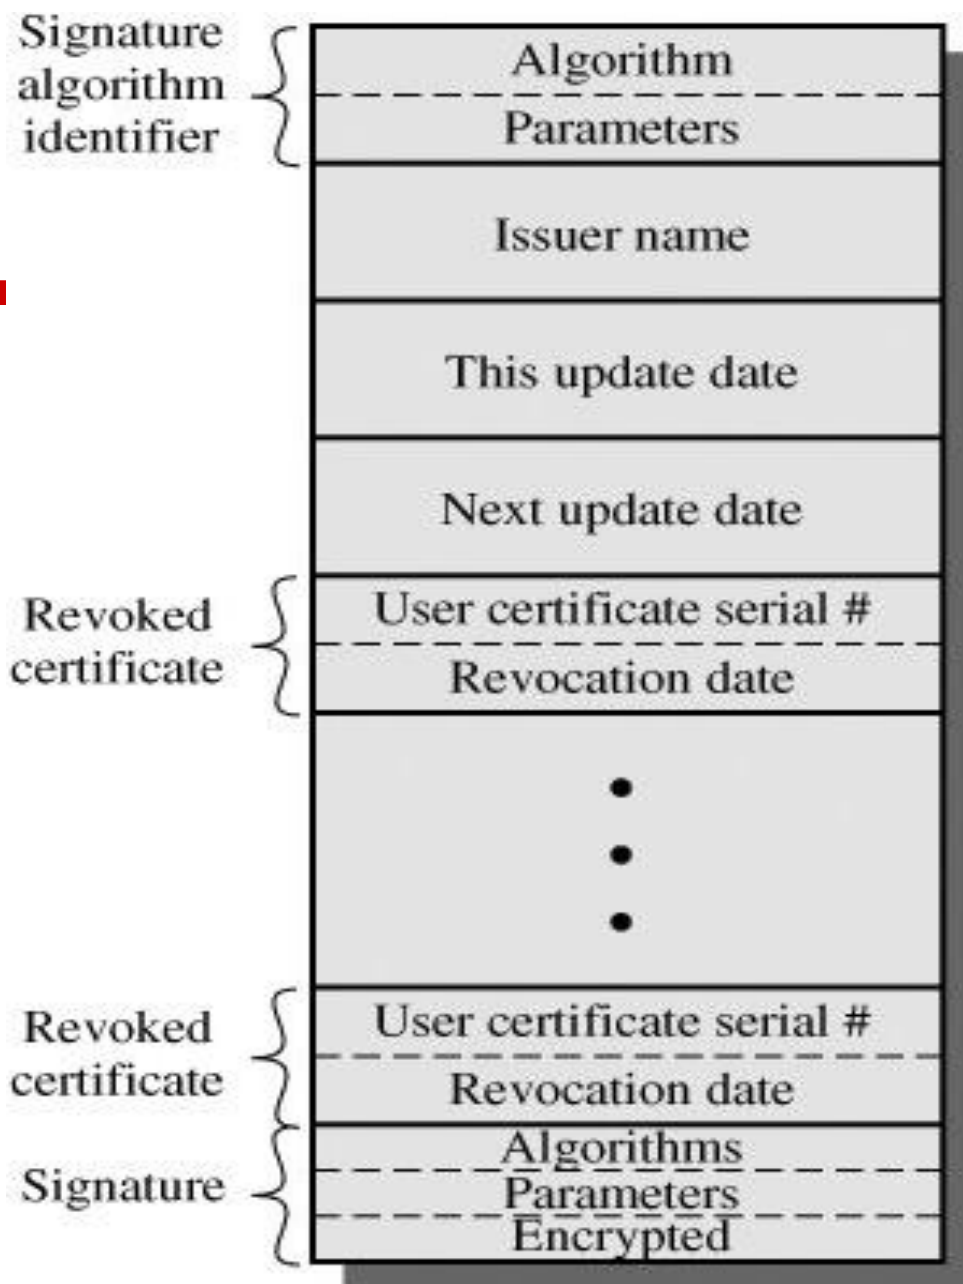 Signature
algorithm
identifier
Algorithm
Parameters
Issuer name
This update date
Next update date
Revoked
certificate
User certificate serial #
Revocation date
Revoked
certificate
User certificate serial #
Revocation date
Signature
Algorithms
Parameters
Encrypted